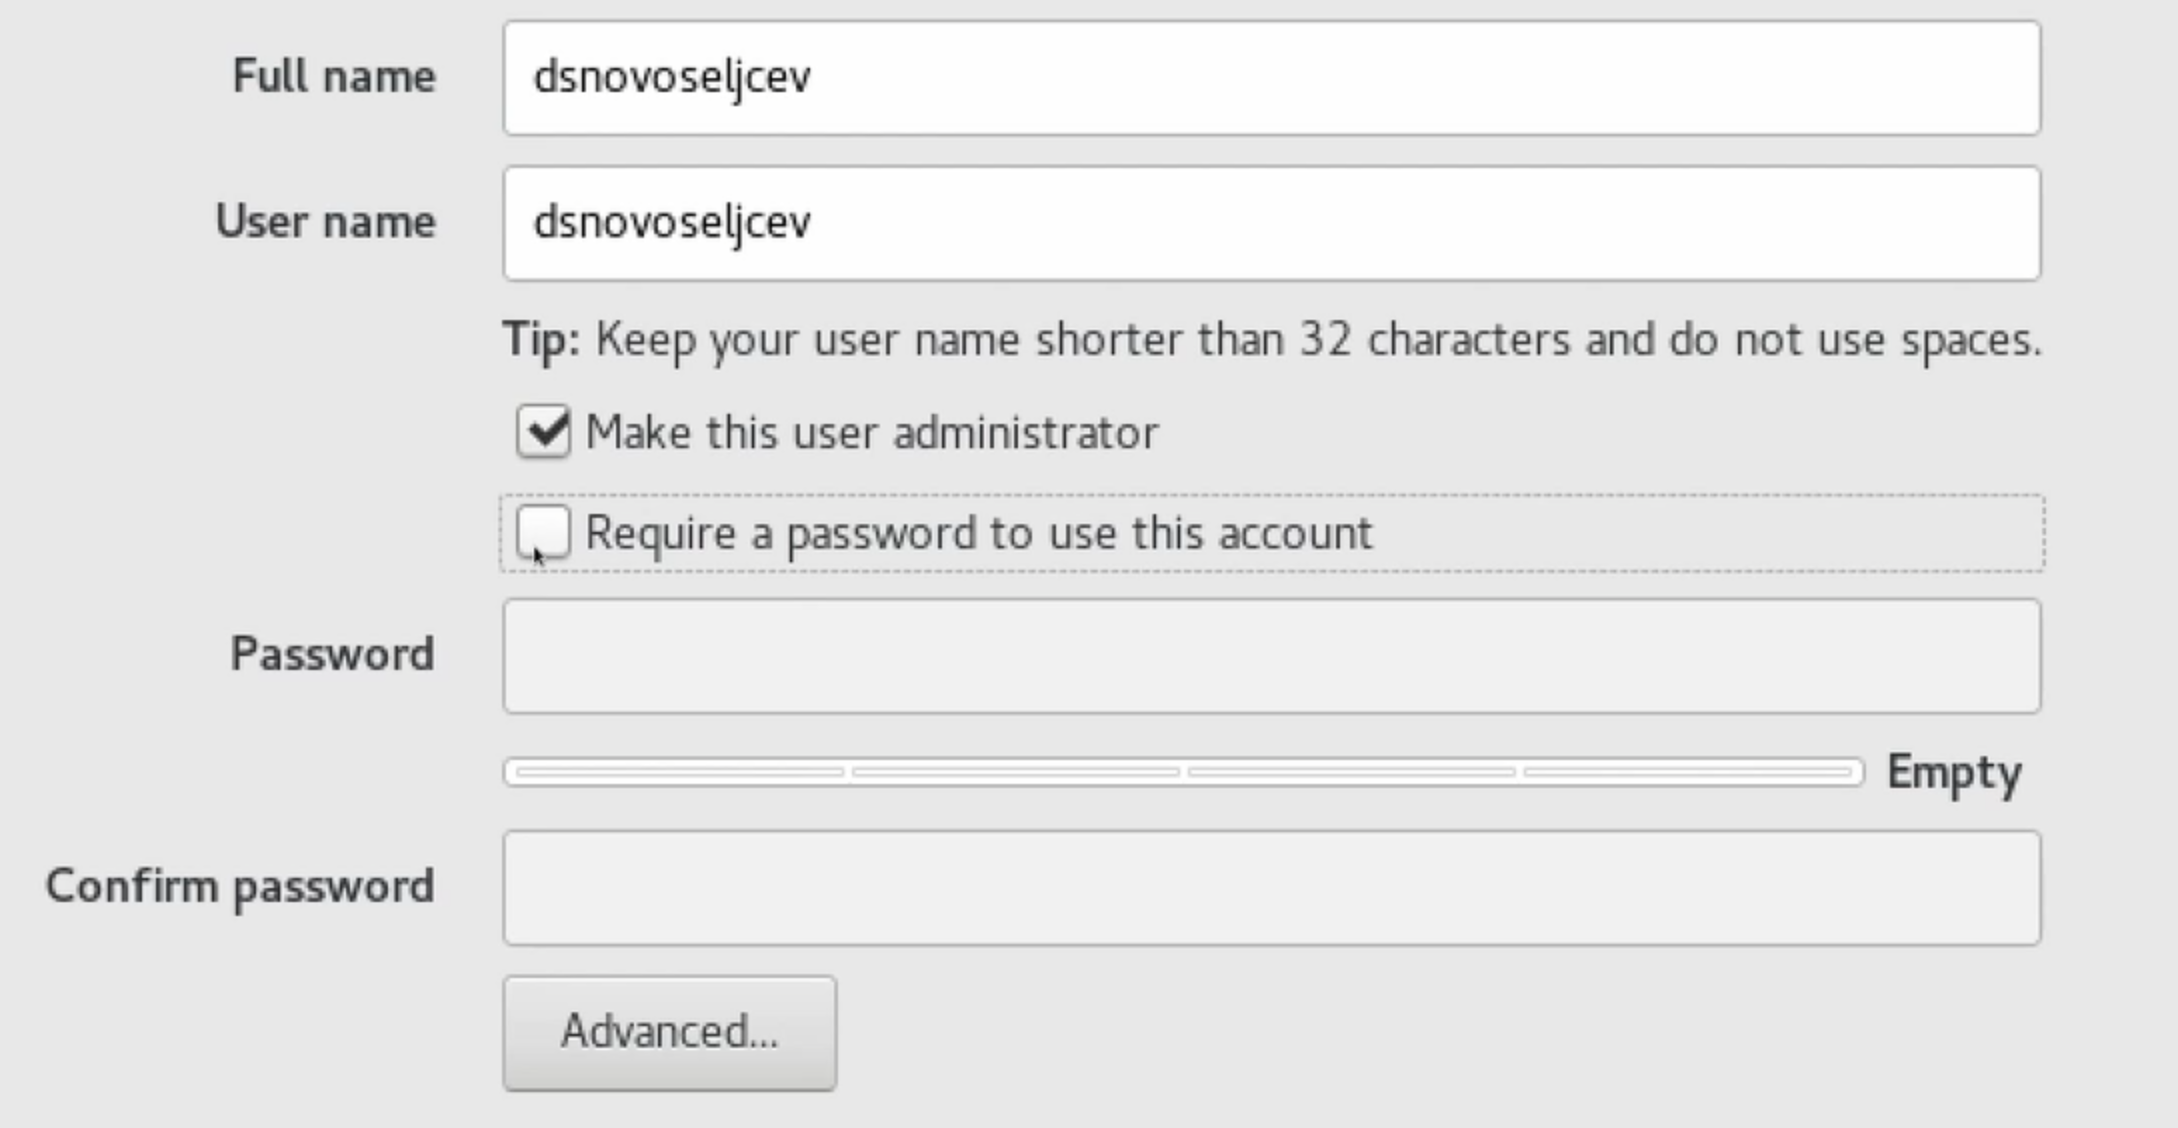 Full name dsnovoseljcev
User name dsnovoseljcev
Tip: Keep your user name shorter than 32 characters and do not use spaces.
Make this user administrator
Require a password to use this account
Password
Empty
Confirm password
Advanced...